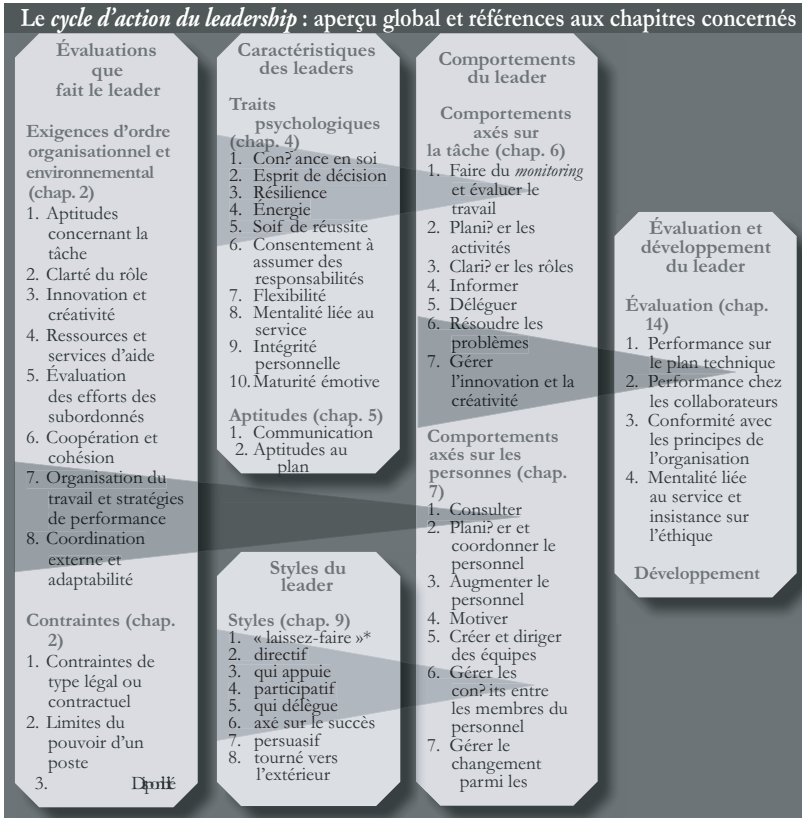 Le cycle d’action du leadership : aperçu global et références aux chapitres concernés
Évaluations
que
fait le leader
Exigences d’ordre
organisationnel et
environnemental
(chap. 2)
1. Aptitudes
concernant la
tâche
2. Clarté du rôle
3. Innovation et
créativité
4. Ressources et
services d’aide
5. Évaluation
des efforts des
subordonnés
6. Coopération et
cohésion
7. Organisation du
travail et stratégies
de performance
8. Coordination
externe et
adaptabilité
Contraintes (chap.
2)
1. Contraintes de
type légal ou
contractuel
2. Limites du
pouvoir d’un
poste
3.
Caractéristiques
des leaders
Traits
psychologiques
(chap. 4)
1. Con? ance en soi
2. Esprit de décision
3. Résilience
4. Énergie
5. Soif de réussite
6. Consentement à
assumer des
responsabilités
7. Flexibilité
8. Mentalité liée au
service
9. Intégrité
personnelle
10. Maturité émotive
Aptitudes (chap. 5)
1. Communication
2. Aptitudes au
plan
Styles du
leader
Styles (chap. 9)
1. « laissez-faire »*
2. directif
3. qui appuie
4. participatif
5. qui délègue
6. axé sur le succès
7. persuasif
8. tourné vers
l’extérieur
Comportements
du leader
Comportements
axés sur
la tâche (chap. 6)
1. Faire du monitoring
et évaluer le
travail
2. Plani? er les
activités
3. Clari? er les rôles
4. Informer
5. Déléguer
6. Résoudre les
problèmes
7. Gérer
l’innovation et la
créativité
Comportements
axés sur les
personnes (chap.
7)
1. Consulter
2. Plani? er et
coordonner le
personnel
3. Augmenter le
personnel
4. Motiver
5. Créer et diriger
des équipes
6. Gérer les
con? its entre
les membres du
personnel
7. Gérer le
changement
parmi les
Évaluation et
développement
du leader
Évaluation (chap.
14)
1. Performance sur
le plan technique
2. Performance chez
les collaborateurs
3. Conformité avec
les principes de
l’organisation
4. Mentalité liée
au service et
insistance sur
l’éthique
Développement